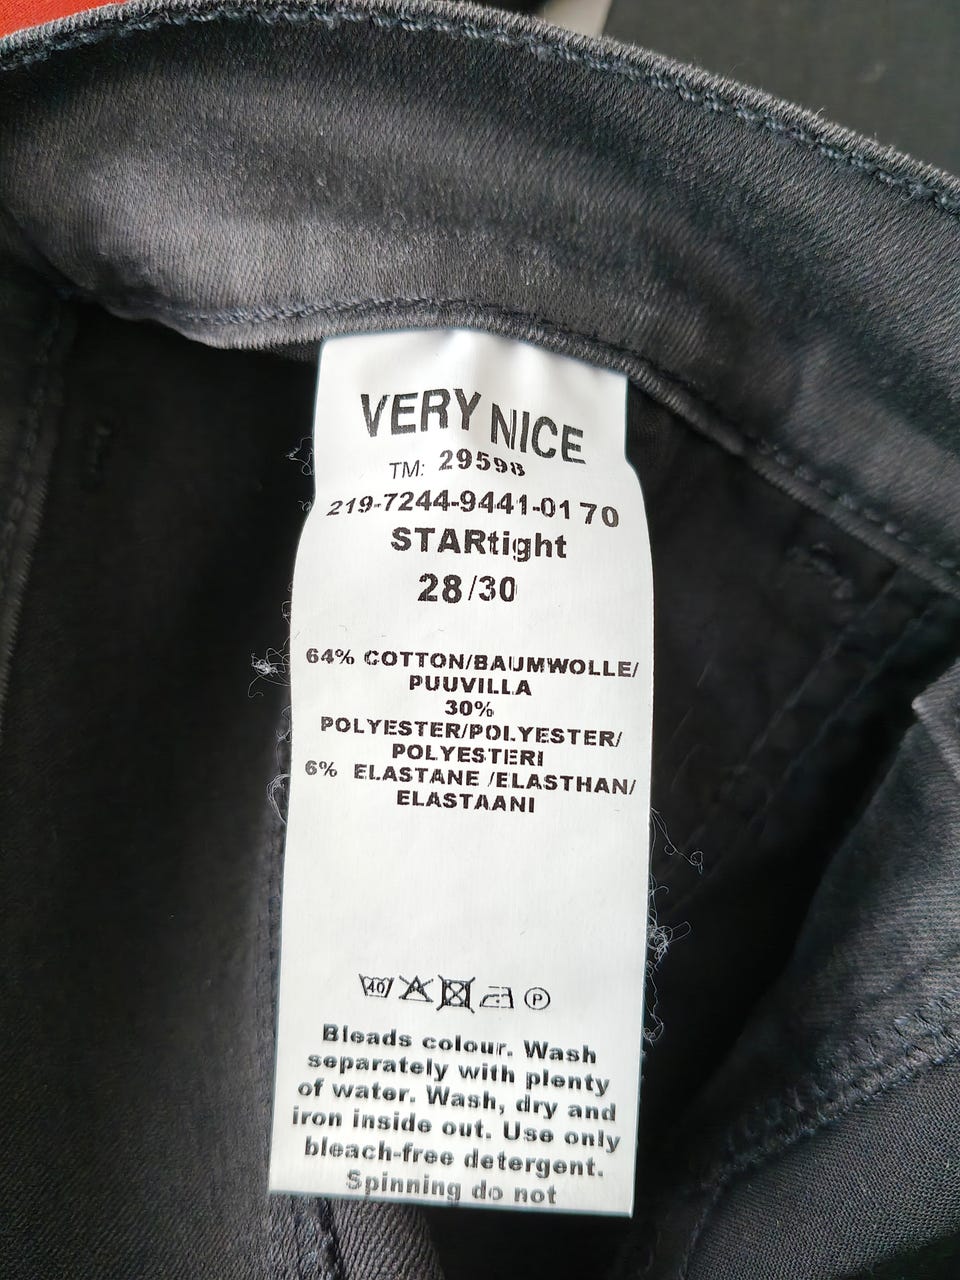 VERY NICE
TM: 29598
219-7244-9441-0170
STARtight
28/30
64% COTTON/BAUMWOLLE/
PUUVILLA
30%
POLYESTER/POLYESTER/
POLYESTERI
6% ELASTANE /ELASTHAN/
ELASTAANI
40 P
Bleads colour. Wash
separately with plenty
of water. Wash, dry and
iron inside out. Use only
bleach-free detergent.
Spinning do not